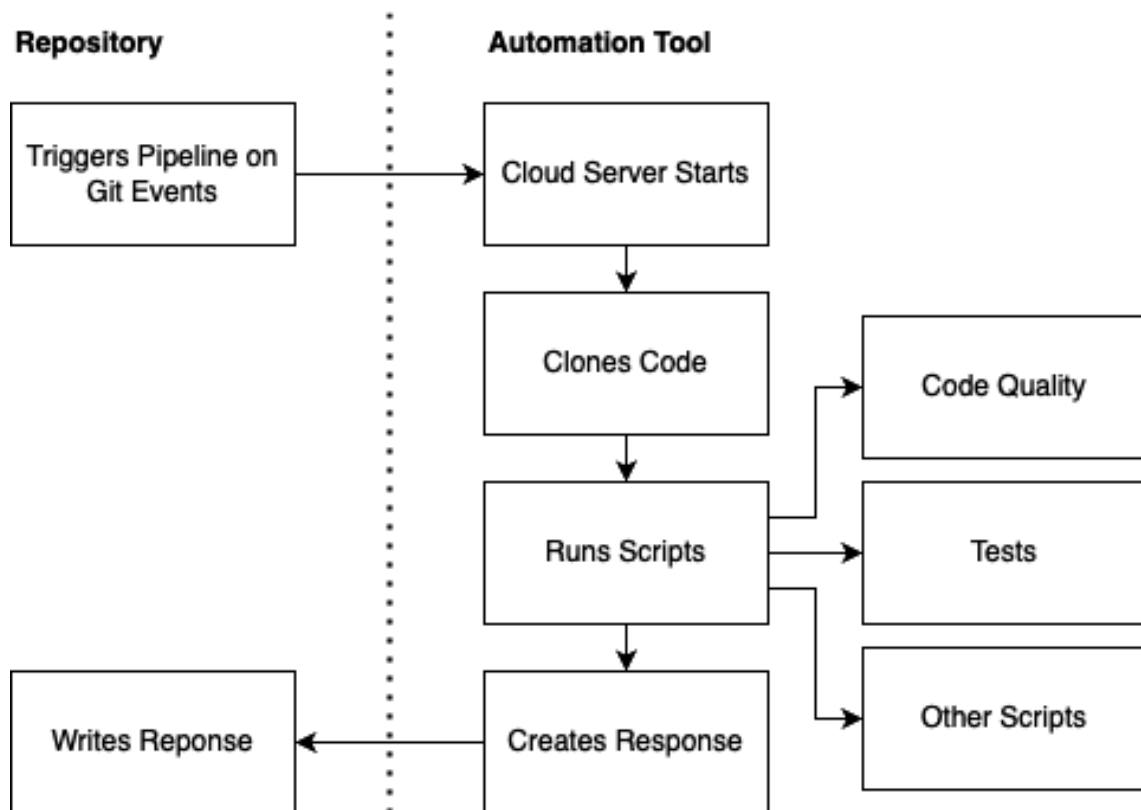 Repository
Automation Tool
Triggers Pipeline on
Git Events
Cloud Server Starts
Clones Code
Code Quality
Runs Scripts
Tests
Other Scripts
Writes Reponse
Creates Response